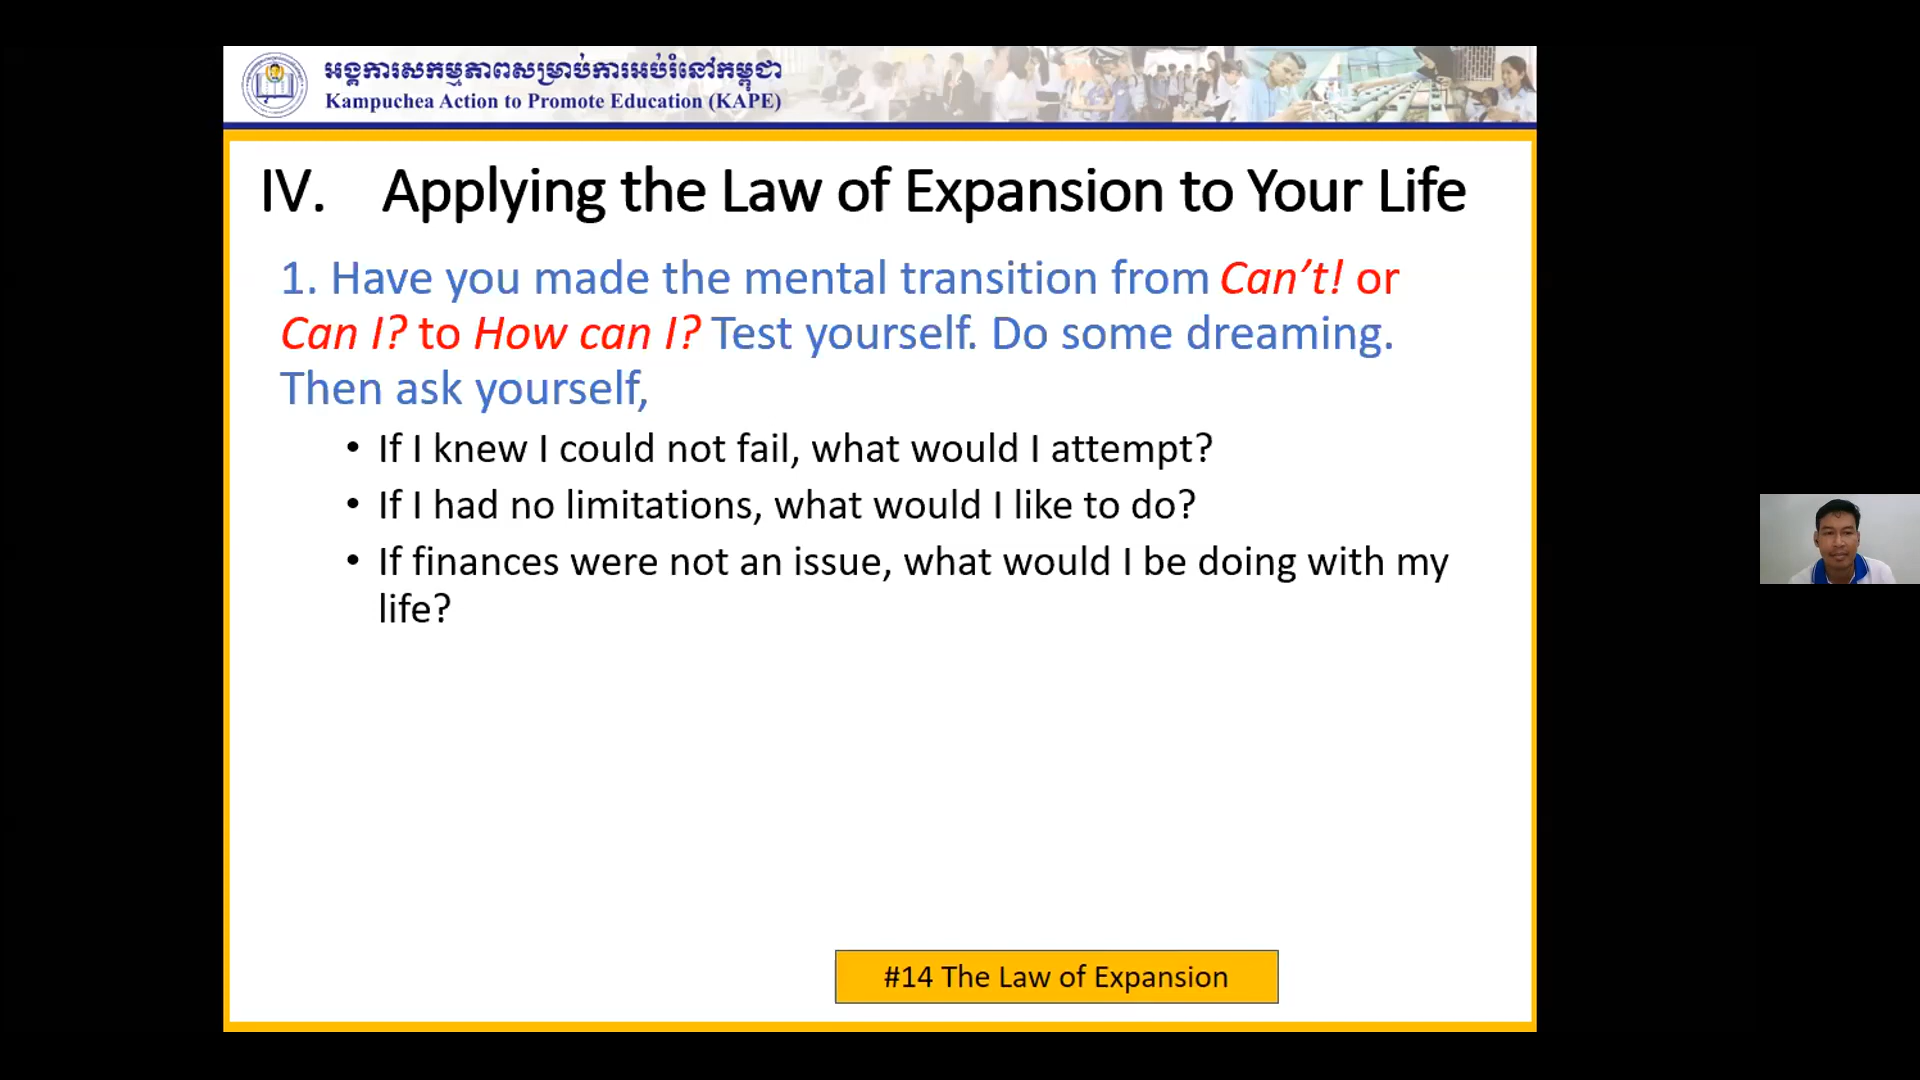 អង្គការសកម្មភាពសម្រាប់ការអប់រំនៅកម្ពុជា
Kampuchea Action to Promote Education (KAPE)
IV. Applying the Law of Expansion to Your Life
1. Have you made the mental transition from Can’t! or
Can I? to How can I? Test yourself. Do some dreaming.
Then ask yourself,
• If I knew I could not fail, what would I attempt?
• If I had no limitations, what would I like to do?
• If finances were not an issue, what would I be doing with my
life?
#14 The Law of Expansion